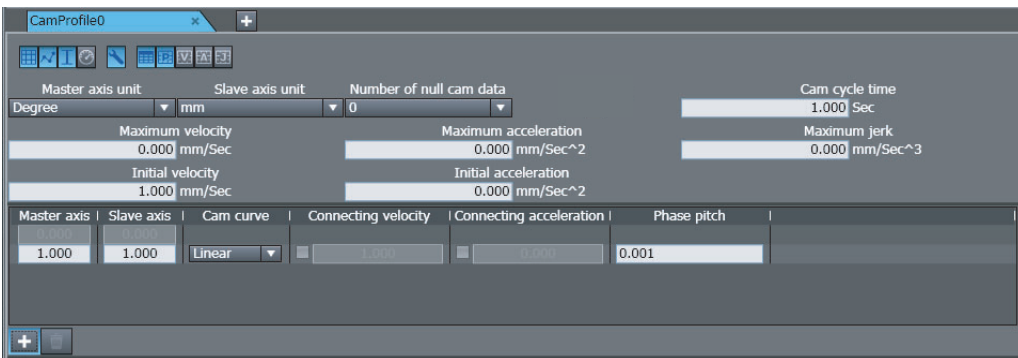 CamProfile0 × +
P V A J
Master axis unit Slave axis unit Number of null cam data Cam cycle time
Degree mm 0 1.000 Sec
Maximum velocity Maximum acceleration Maximum jerk
0.000 mm/Sec 0.000 mm/Sec^2 0.000 mm/Sec^3
Initial velocity Initial acceleration
1.000 mm/Sec 0.000 mm/Sec^2
Master axis Slave axis Cam curve Connecting velocity Connecting acceleration Phase pitch
0.000 0.000
1.000 1.000 Linear 1.000 0.000 0.001
+